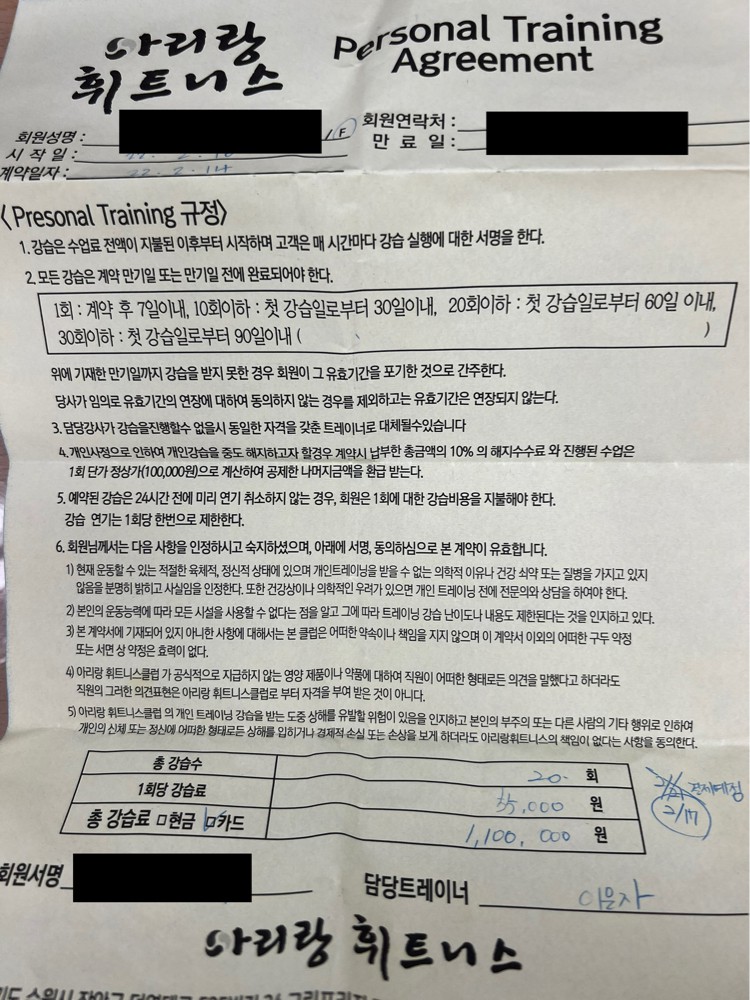 아리랑
휘트니스
Personal Training
Agreement
회원성명 : / F
회원연락처 :
시 작 일 :
만 료 일 :
계약일자 : 22. 2. 14
〈Presonal Training 규정〉
1. 강습은 수업료 전액이 지불된 이후부터 시작하며 고객은 매 시간마다 강습 실행에 대한 서명을 한다.
2. 모든 강습은 계약 만기일 또는 만기일 전에 완료되어야 한다.
1회 : 계약 후 7일이내, 10회이하 : 첫 강습일로부터 30일이내, 20회이하 : 첫 강습일로부터 60일 이내,
30회이하 : 첫 강습일로부터 90일이내 ( )
위에 기재한 만기일까지 강습을 받지 못한 경우 회원이 그 유효기간을 포기한 것으로 간주한다.
당사가 임의로 유효기간의 연장에 대하여 동의하지 않는 경우를 제외하고는 유효기간은 연장되지 않는다.
3. 담당강사가 강습을진행할수 없을시 동일한 자격을 갖춘 트레이너로 대체될수있습니다
4. 개인사정으로 인하여 개인강습을 중도 해지하고자 할경우 계약시 납부한 총금액의 10% 의 해지수수료 와 진행된 수업은
1회 단가 정상가(100,000원)으로 계산하여 공제한 나머지금액을 환급 받는다.
5. 예약된 강습은 24시간 전에 미리 연기 취소하지 않는 경우, 회원은 1회에 대한 강습비용을 지불해야 한다.
강습 연기는 1회당 한번으로 제한한다.
6. 회원님께서는 다음 사항을 인정하시고 숙지하셨으며, 아래에 서명, 동의하심으로 본 계약이 유효합니다.
1) 현재 운동할 수 있는 적절한 육체적, 정신적 상태에 있으며 개인트레이닝을 받을 수 없는 의학적 이유나 건강 쇠약 또는 질병을 가지고 있지
않음을 분명히 밝히고 사실임을 인정한다. 또한 건강상이나 의학적인 우려가 있으면 개인 트레이닝 전에 전문의와 상담을 하여야 한다.
2) 본인의 운동능력에 따라 모든 시설을 사용할 수 없다는 점을 알고 그에 따라 트레이닝 강습 난이도나 내용도 제한된다는 것을 인지하고 있다.
3) 본 계약서에 기재되어 있지 아니한 사항에 대해서는 본 클럽은 어떠한 약속이나 책임을 지지 않으며 이 계약서 이외의 어떠한 구두 약정
또는 서면 상 약정은 효력이 없다.
4) 아리랑 휘트니스클럽 가 공식적으로 지급하지 않는 영양 제품이나 약품에 대하여 직원이 어떠한 형태로든 의견을 말했다고 하더라도
직원의 그러한 의견표현은 아리랑 휘트니스클럽로 부터 자격을 부여 받은 것이 아니다.
5) 아리랑 휘트니스클럽 의 개인 트레이닝 강습을 받는 도중 상해를 유발할 위험이 있음을 인지하고 본인의 부주의 또는 다른 사람의 기타 행위로 인하여
개인의 신체 또는 정신에 어떠한 형태로든 상해를 입히거나 경제적 손실 또는 손상을 보게 하더라도 아리랑휘트니스의 책임이 없다는 사항을 동의한다.
총 강습수 20. 회
1회당 강습료 55,000 원
총 강습료 □현금 □카드 1,100,000 원
결제예정
2/17
회원서명
담당트레이너
아리랑 휘트니스